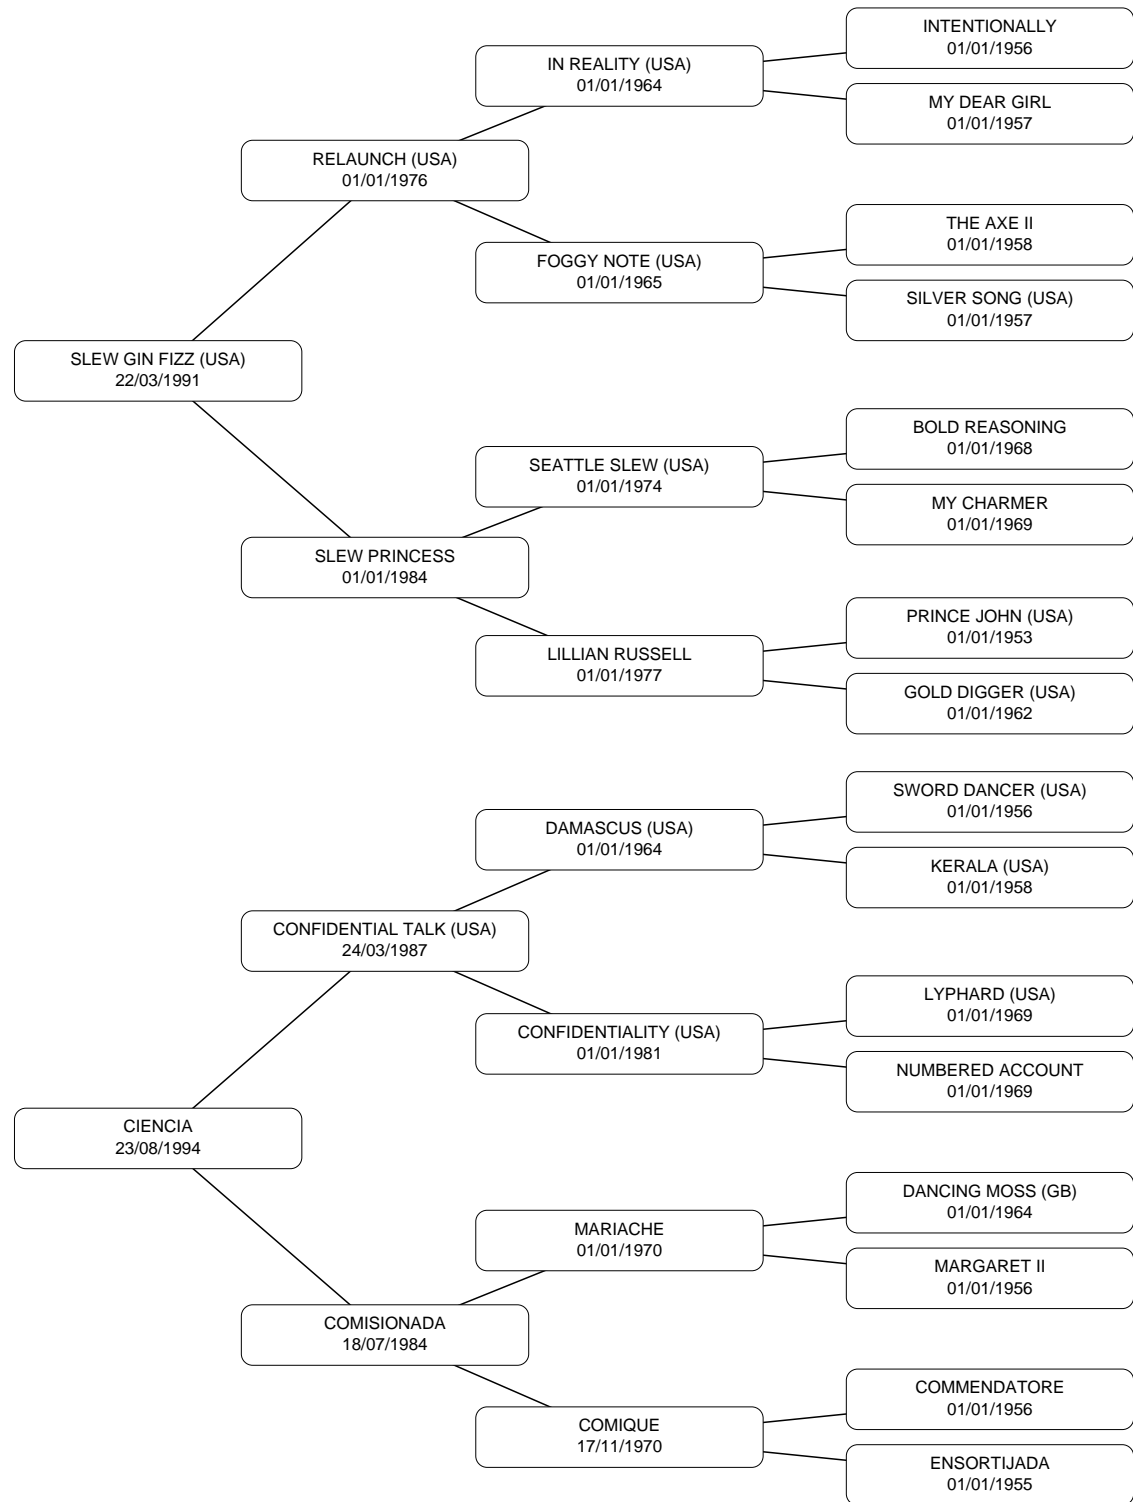 INTENTIONALLY
01/01/1956
IN REALITY (USA)
01/01/1964
MY DEAR GIRL
01/01/1957
RELAUNCH (USA)
01/01/1976
THE AXE II
01/01/1958
FOGGY NOTE (USA)
01/01/1965
SILVER SONG (USA)
01/01/1957
SLEW GIN FIZZ (USA)
22/03/1991
BOLD REASONING
01/01/1968
SEATTLE SLEW (USA)
01/01/1974
MY CHARMER
01/01/1969
SLEW PRINCESS
01/01/1984
PRINCE JOHN (USA)
01/01/1953
LILLIAN RUSSELL
01/01/1977
GOLD DIGGER (USA)
01/01/1962
SWORD DANCER (USA)
01/01/1956
DAMASCUS (USA)
01/01/1964
KERALA (USA)
01/01/1958
CONFIDENTIAL TALK (USA)
24/03/1987
LYPHARD (USA)
01/01/1969
CONFIDENTIALITY (USA)
01/01/1981
NUMBERED ACCOUNT
01/01/1969
CIENCIA
23/08/1994
DANCING MOSS (GB)
01/01/1964
MARIACHE
01/01/1970
MARGARET II
01/01/1956
COMISIONADA
18/07/1984
COMMENDATORE
01/01/1956
COMIQUE
17/11/1970
ENSORTIJADA
01/01/1955